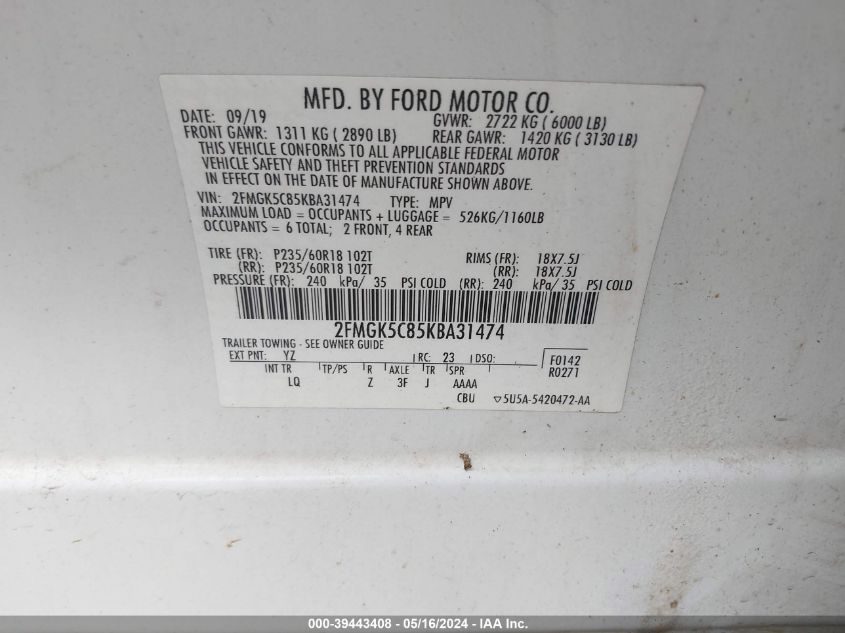 MFD. BY FORD MOTOR CO.
DATE: 09/19 GVWR: 2722 KG ( 6000 LB)
FRONT GAWR: 1311 KG ( 2890 LB) REAR GAWR: 1420 KG ( 3130 LB)
THIS VEHICLE CONFORMS TO ALL APPLICABLE FEDERAL MOTOR
VEHICLE SAFETY AND THEFT PREVENTION STANDARDS
IN EFFECT ON THE DATE OF MANUFACTURE SHOWN ABOVE.
VIN: 2FMGK5C85KBA31474 TYPE: MPV
MAXIMUM LOAD = OCCUPANTS + LUGGAGE = 526KG/1160LB
OCCUPANTS = 6 TOTAL; 2 FRONT, 4 REAR
TIRE (FR): P235/60R18 102T RIMS (FR): 18X7.5J
(RR): P235/60R18 102T (RR): 18X7.5J
PRESSURE (FR): 240 kPa/ 35 PSI COLD (RR): 240 kPa/ 35 PSI COLD
2FMGK5C85KBA31474
TRAILER TOWING - SEE OWNER GUIDE
EXT PNT: YZ RC: 23 DSO: F0142
INT TR TP/PS R AXLE TR SPR R0271
LQ Z 3F J AAAA
CBU ▽5U5A-5420472-AA
000-39443408 - 05/16/2024 - IAA Inc.